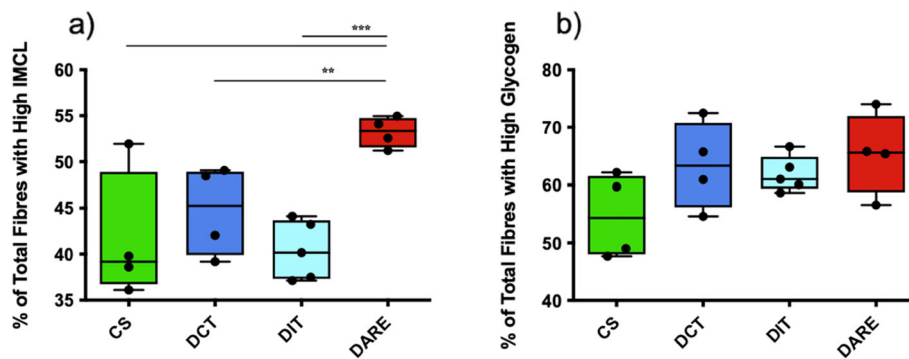 a)
***
**
% of Total Fibres with High IMCL
60
55
50
45
40
35
CS
DCT
DIT
DARE
b)
% of Total Fibres with High Glycogen
80
70
60
50
40
CS
DCT
DIT
DARE